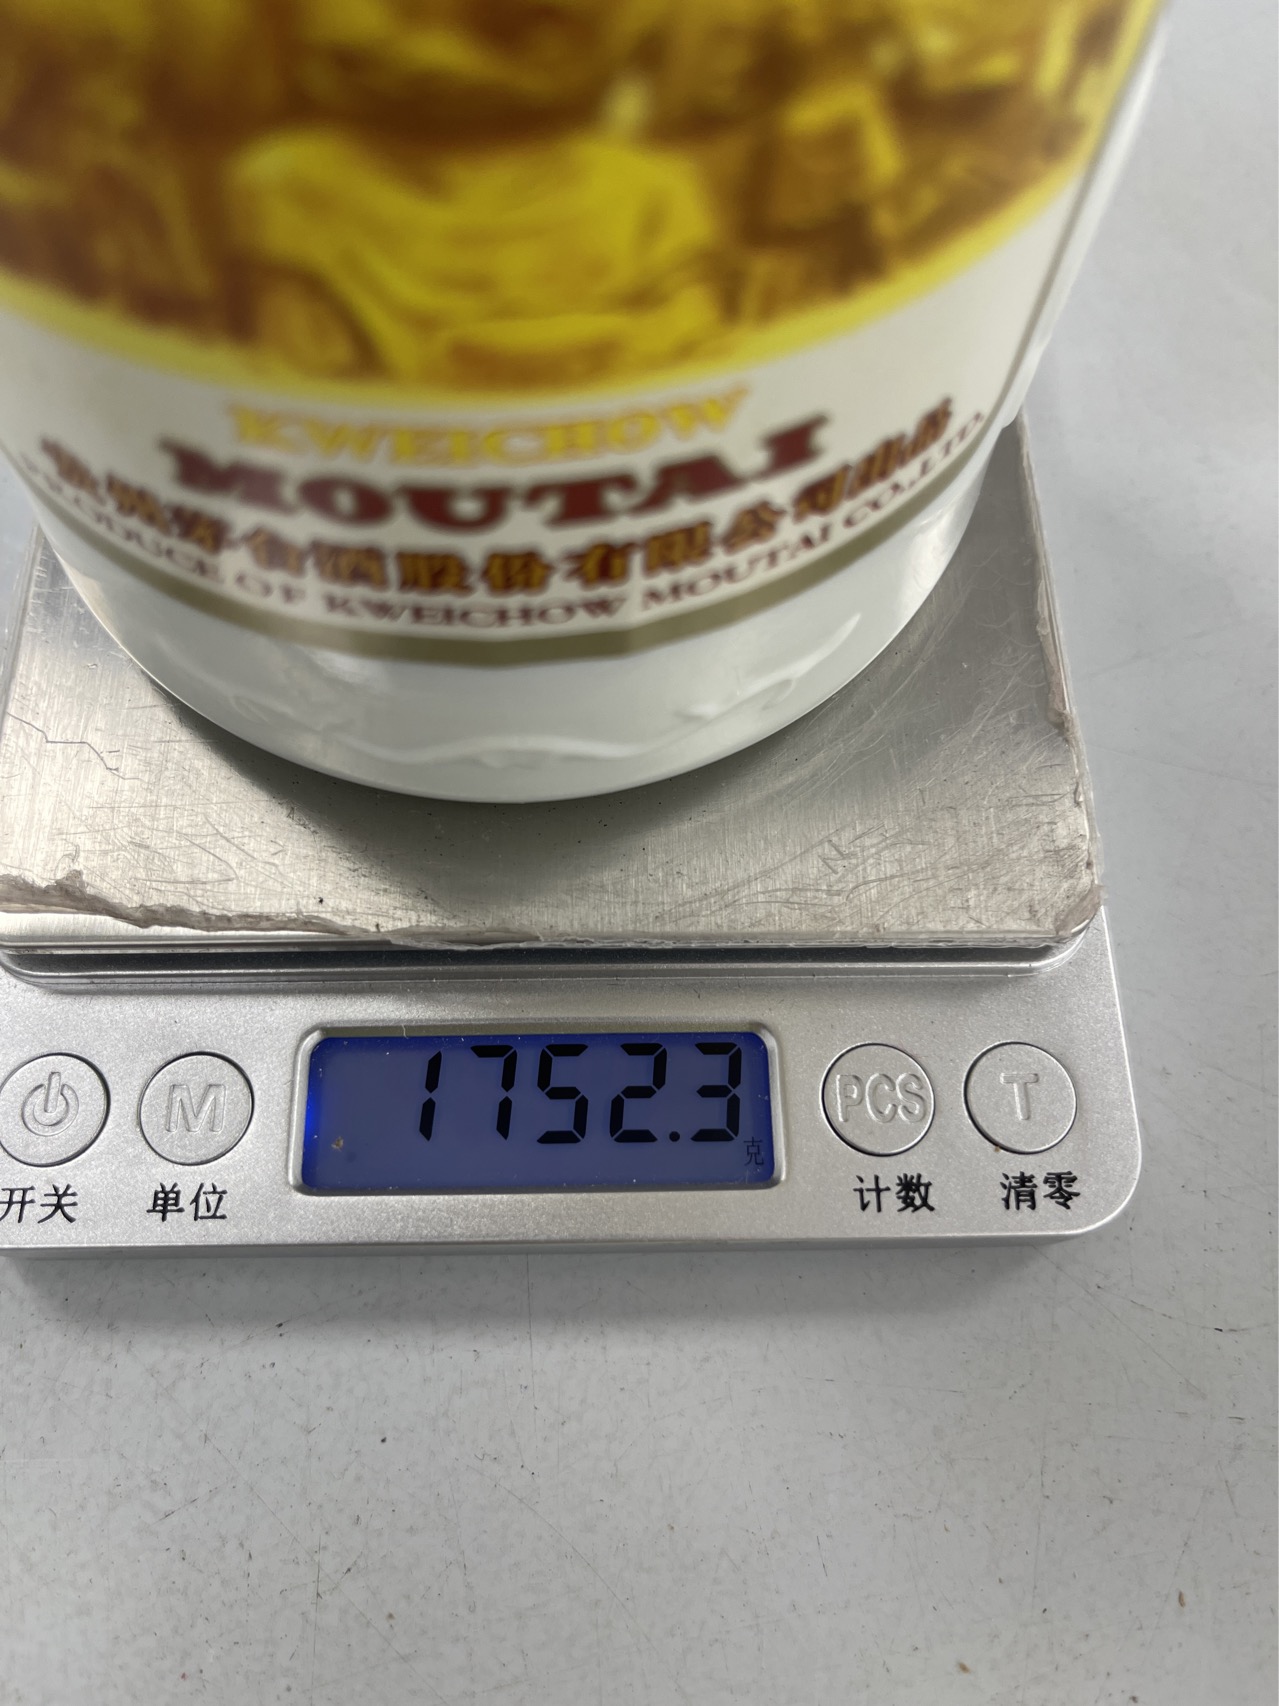 KWEICHOW
MOUTAI
贵州茅台酒股份有限公司出品
PRODUCE OF KWEICHOW MOUTAI CO.,LTD.
1752.3
克
M
PCS
T
开关
单位
计数
清零